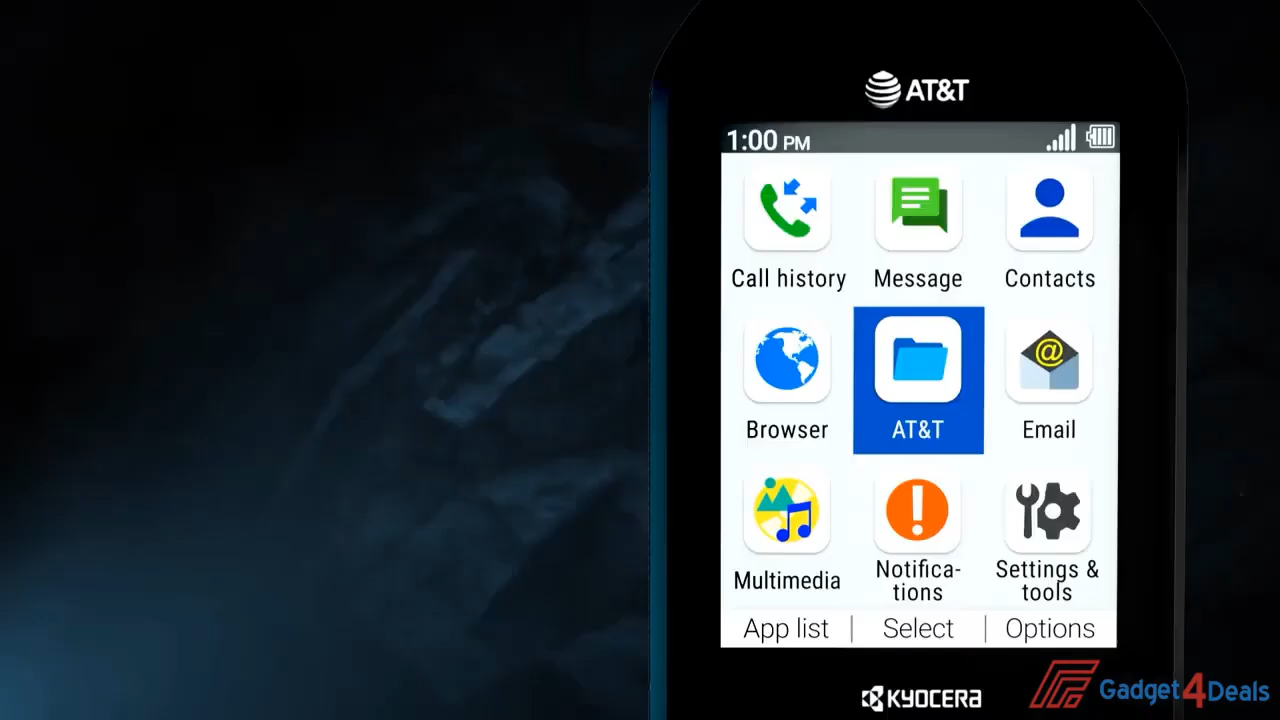 AT&T
1:00 PM
Call history Message Contacts
@
Browser AT&T Email
Multimedia Notifica-
tions Settings &
tools
App list Select Options
KYOCERA
Gadget4Deals